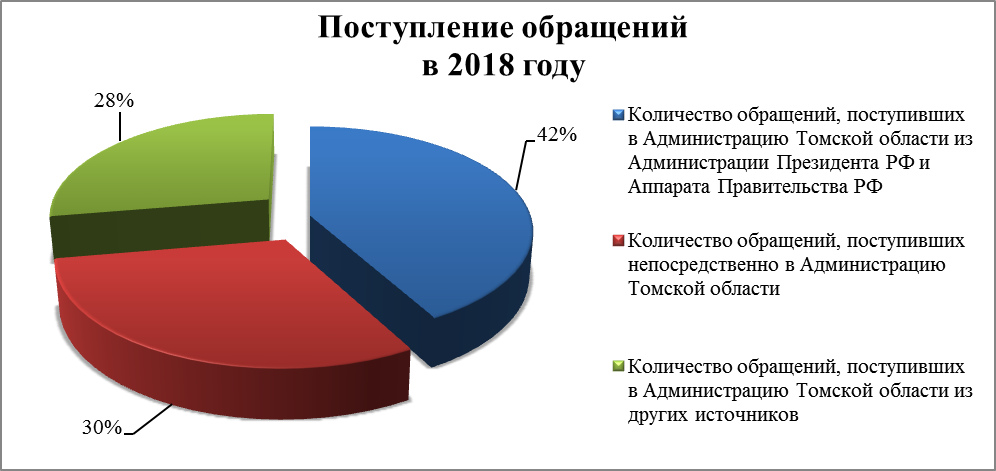 Поступление обращений
в 2018 году
28%
42%
30%
Количество обращений, поступивших
в Администрацию Томской области из
Администрации Президента РФ и
Аппарата Правительства РФ
Количество обращений, поступивших
непосредственно в Администрацию
Томской области
Количество обращений, поступивших
в Администрацию Томской области из
других источников